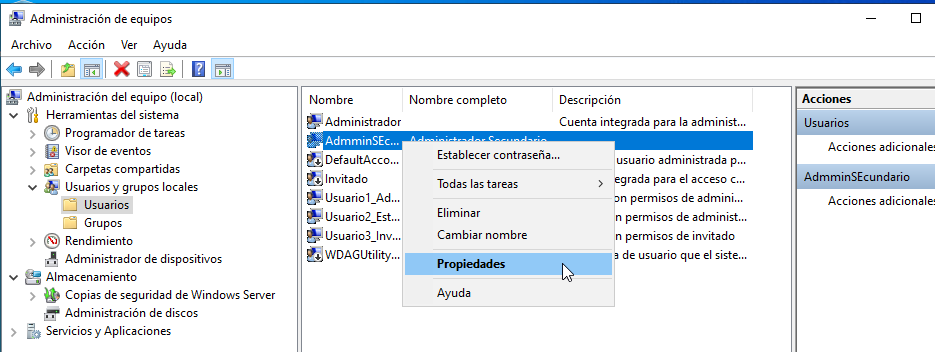 Administración de equipos
Archivo Acción Ver Ayuda
Administración del equipo (local)
Herramientas del sistema
Programador de tareas
Visor de eventos
Carpetas compartidas
Usuarios y grupos locales
Usuarios
Grupos
Rendimiento
Administrador de dispositivos
Almacenamiento
Copias de seguridad de Windows Server
Administración de discos
Servicios y Aplicaciones
Nombre Nombre completo Descripción
Administrador Cuenta integrada para la administ...
AdmminSEc... Administrador Secundario
DefaultAcco... usuario administrada p...
Invitado egrada para el acceso c...
Usuario1_Ad... on permisos de admini...
Usuario2_Est... on permisos de administ...
Usuario3_Inv... on permisos de invitado
WDAGUtility... a de usuario que el siste...
Establecer contraseña...
Todas las tareas
Eliminar
Cambiar nombre
Propiedades
Ayuda
Acciones
Usuarios
Acciones adicionales
AdmminSEcundario
Acciones adicionales